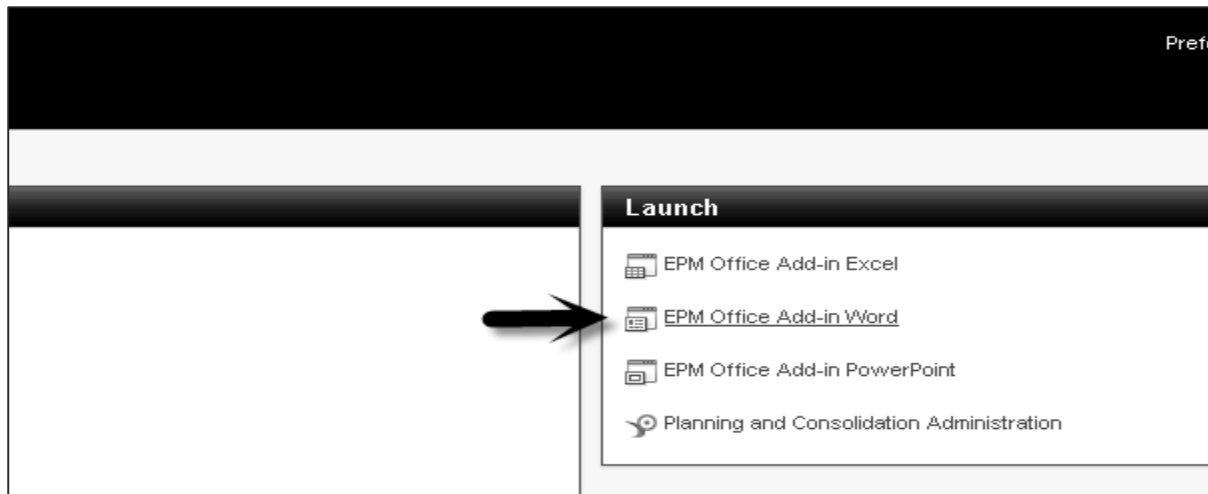 Launch
EPM Office Add-in Excel
EPM Office Add-in Word
EPM Office Add-in PowerPoint
Planning and Consolidation Administration